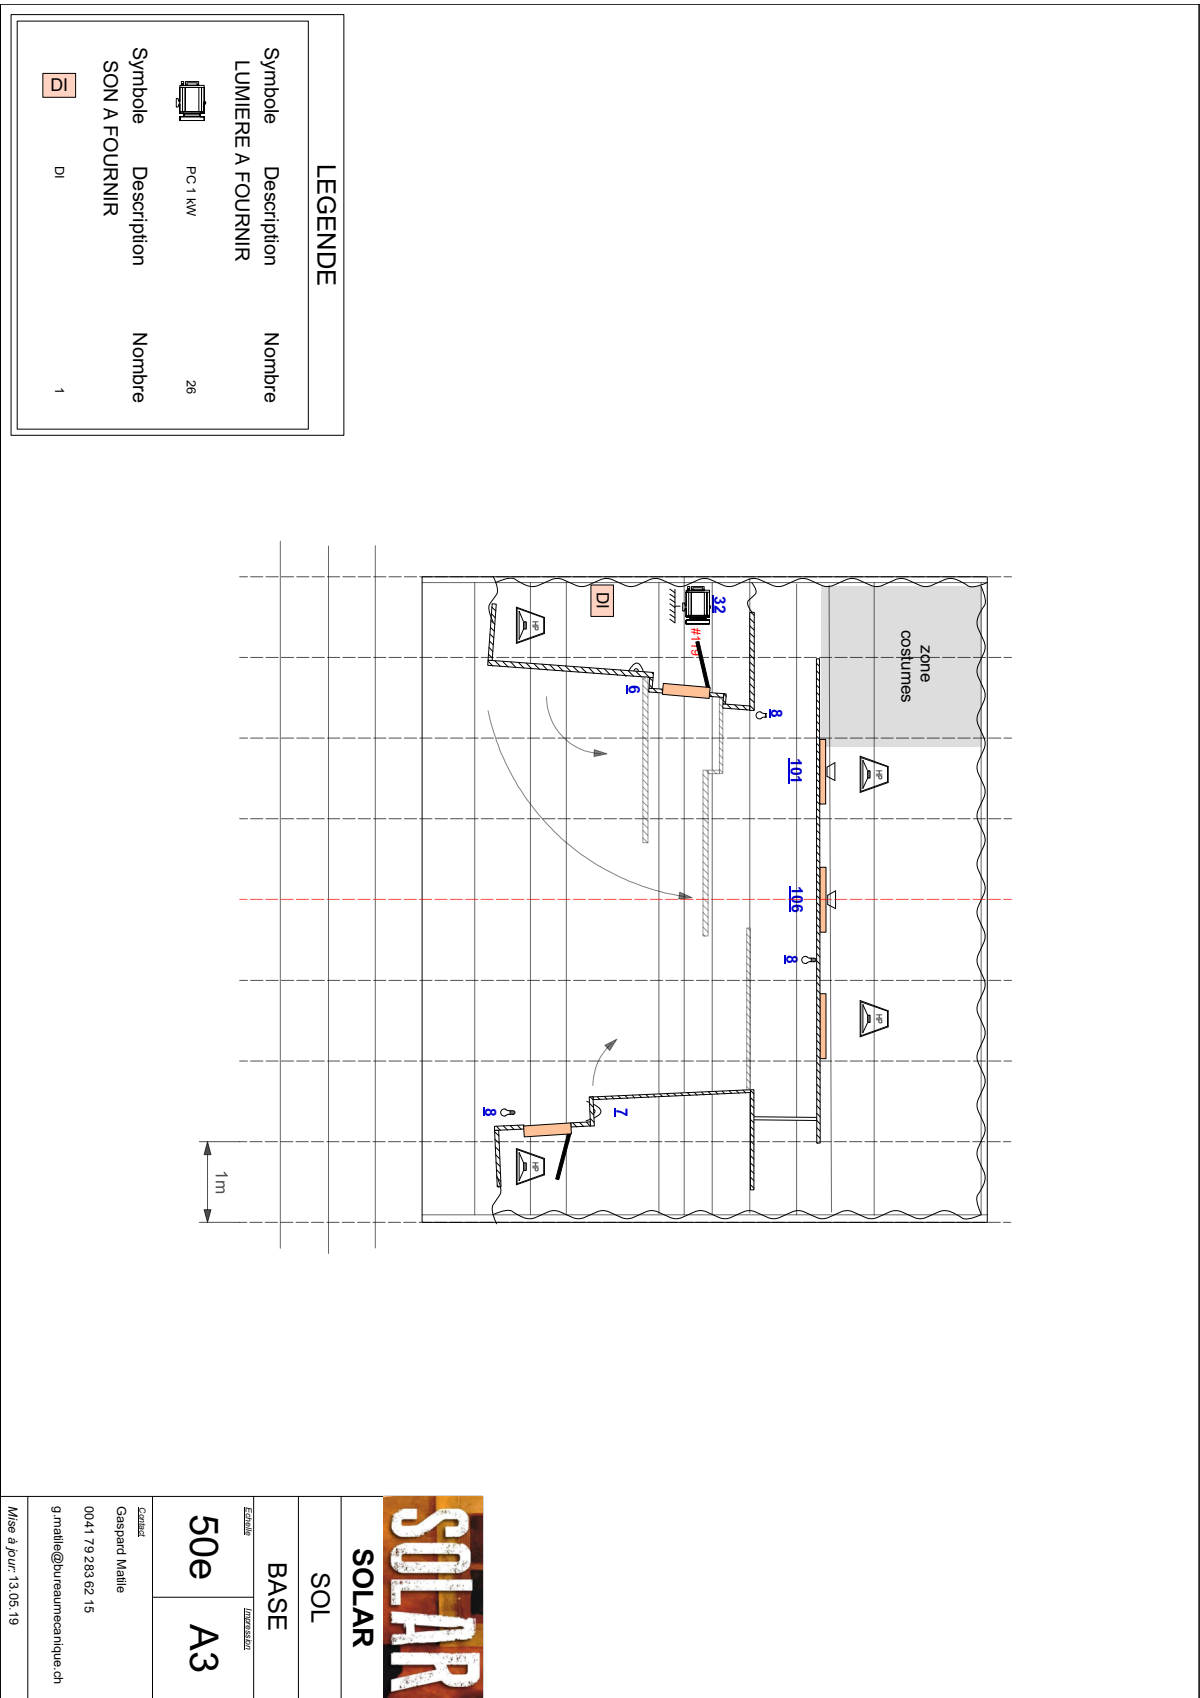 LEGENDE
Symbole Description Nombre
LUMIERE A FOURNIR
PC 1 kW 26
Symbole Description Nombre
SON A FOURNIR
DI DI 1
zone
costumes
32
#119
DI
HP
6
8
101
HP
106
8
HP
7
8
HP
1m
SOLAR
SOLAR
SOL
BASE
Echelle
50e
Impression
A3
Contact
Gaspard Matile
0041 79 283 62 15
g.matile@bureaumecanique.ch
Mise à jour: 13.05.19